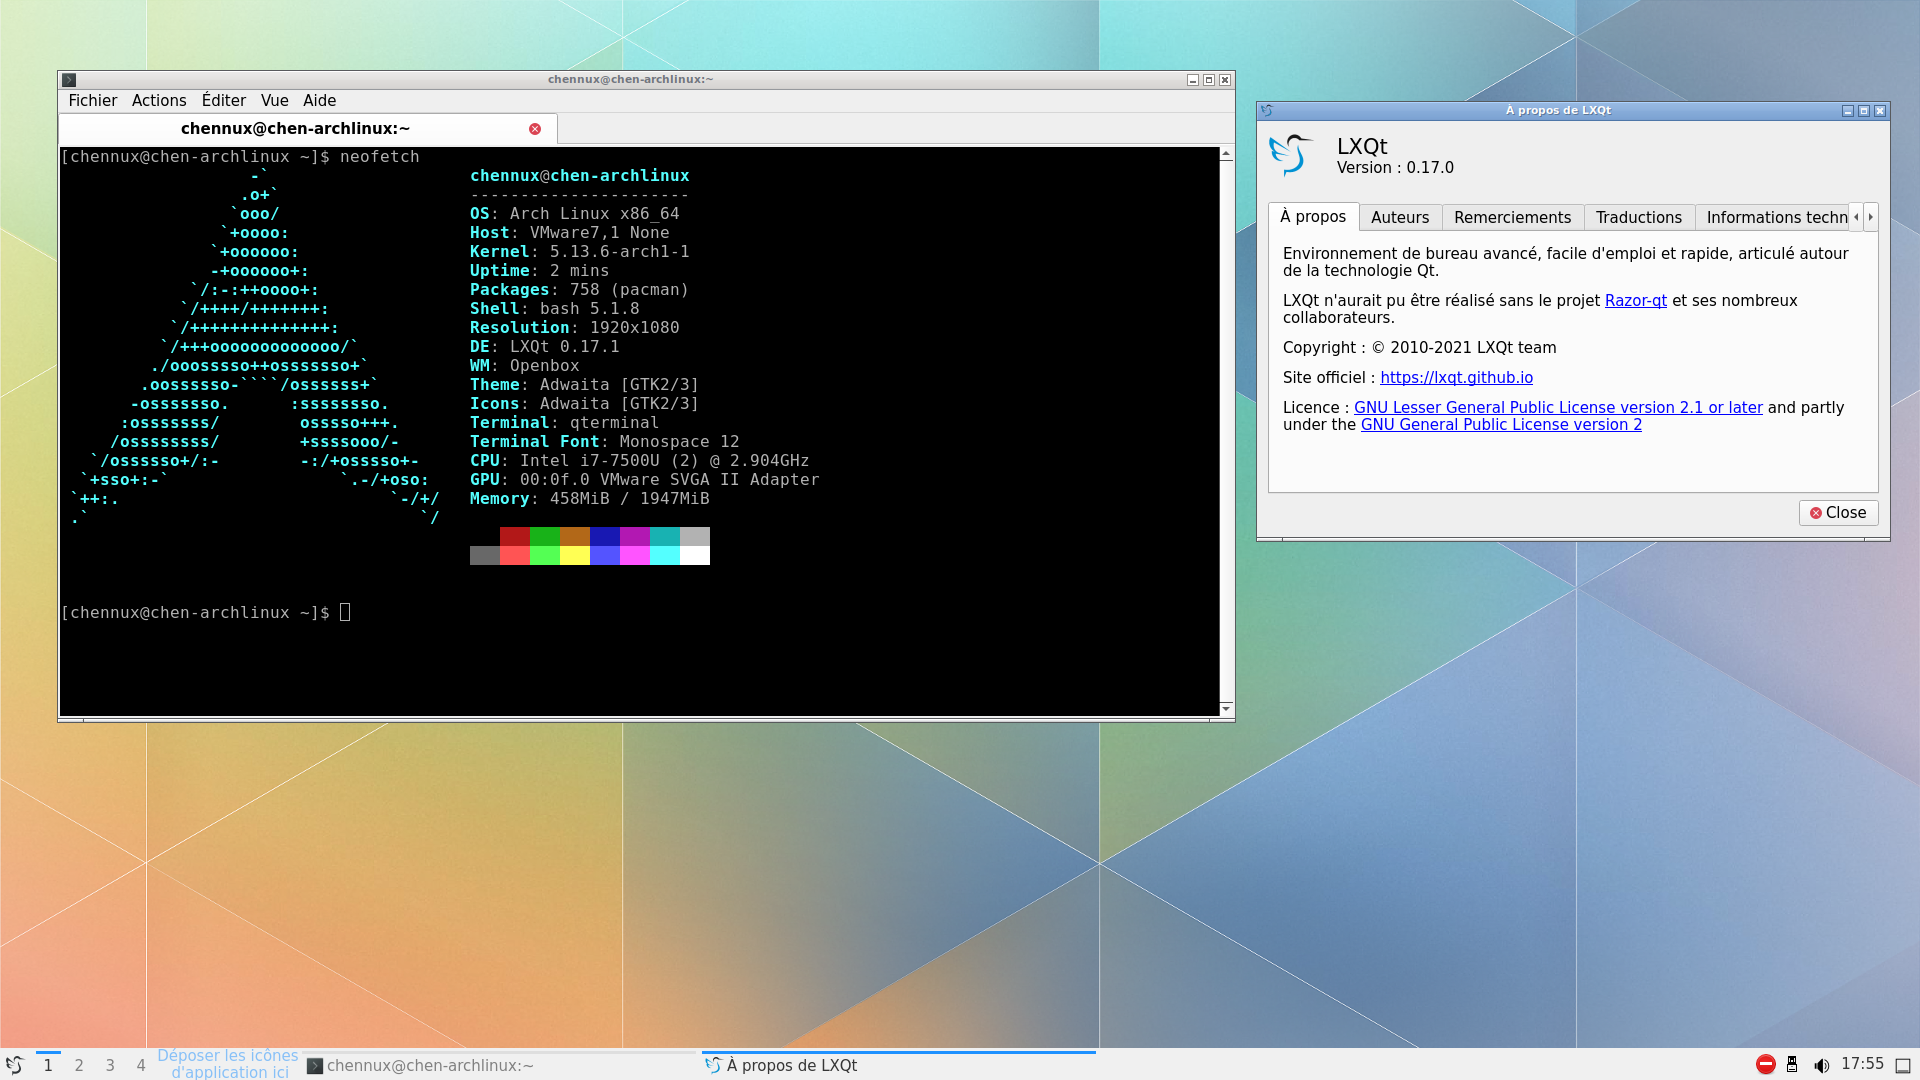 chennux@chen-archlinux:~
Fichier Actions Éditer Vue Aide
chennux@chen-archlinux:~
[chennux@chen-archlinux ~]$ neofetch
                   -`                    chennux@chen-archlinux
                  .o+`                   ----------------------
                 `ooo/                   OS: Arch Linux x86_64
                `+oooo:                  Host: VMware7,1 None
               `+oooooo:                 Kernel: 5.13.6-arch1-1
               -+oooooo+:                Uptime: 2 mins
             `/:-:++oooo+:               Packages: 758 (pacman)
            `/++++/+++++++:              Shell: bash 5.1.8
           `/++++++++++++++:             Resolution: 1920x1080
          `/+++ooooooooooooo/`           DE: LXQt 0.17.1
         ./ooosssso++osssssso+`          WM: Openbox
        .oossssso-````/ossssss+`         Theme: Adwaita [GTK2/3]
       -osssssso.      :ssssssso.        Icons: Adwaita [GTK2/3]
      :osssssss/        osssso+++.       Terminal: qterminal
     /ossssssss/        +ssssooo/-       Terminal Font: Monospace 12
   `/ossssso+/:-        -:/+osssso+-     CPU: Intel i7-7500U (2) @ 2.904GHz
  `+sso+:-`                 `.-/+oso:    GPU: 00:0f.0 VMware SVGA II Adapter
 `++:.                           `-/+/   Memory: 458MiB / 1947MiB
 .`                                 `/
[chennux@chen-archlinux ~]$
À propos de LXQt
LXQt
Version : 0.17.0
À propos Auteurs Remerciements Traductions Informations techn
Environnement de bureau avancé, facile d'emploi et rapide, articulé autour
de la technologie Qt.
LXQt n'aurait pu être réalisé sans le projet Razor-qt et ses nombreux
collaborateurs.
Copyright : © 2010-2021 LXQt team
Site officiel : https://lxqt.github.io
Licence : GNU Lesser General Public License version 2.1 or later and partly
under the GNU General Public License version 2
Close
1 2 3 4
Déposer les icônes
d'application ici
chennux@chen-archlinux:~
À propos de LXQt
17:55